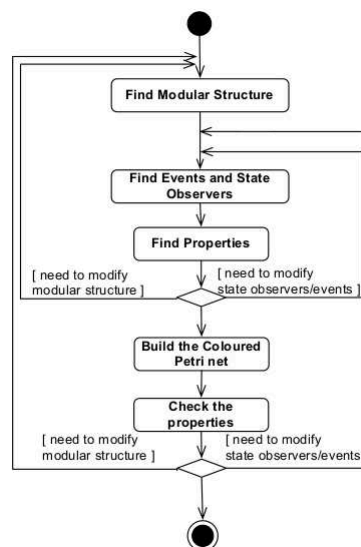 Find Modular Structure
Find Events and State
Observers
Find Properties
[ need to modify
modular structure ]
[ need to modify
state observers/events ]
Build the Coloured
Petri net
Check the
properties
[ need to modify
modular structure ]
[ need to modify
state observers/events ]